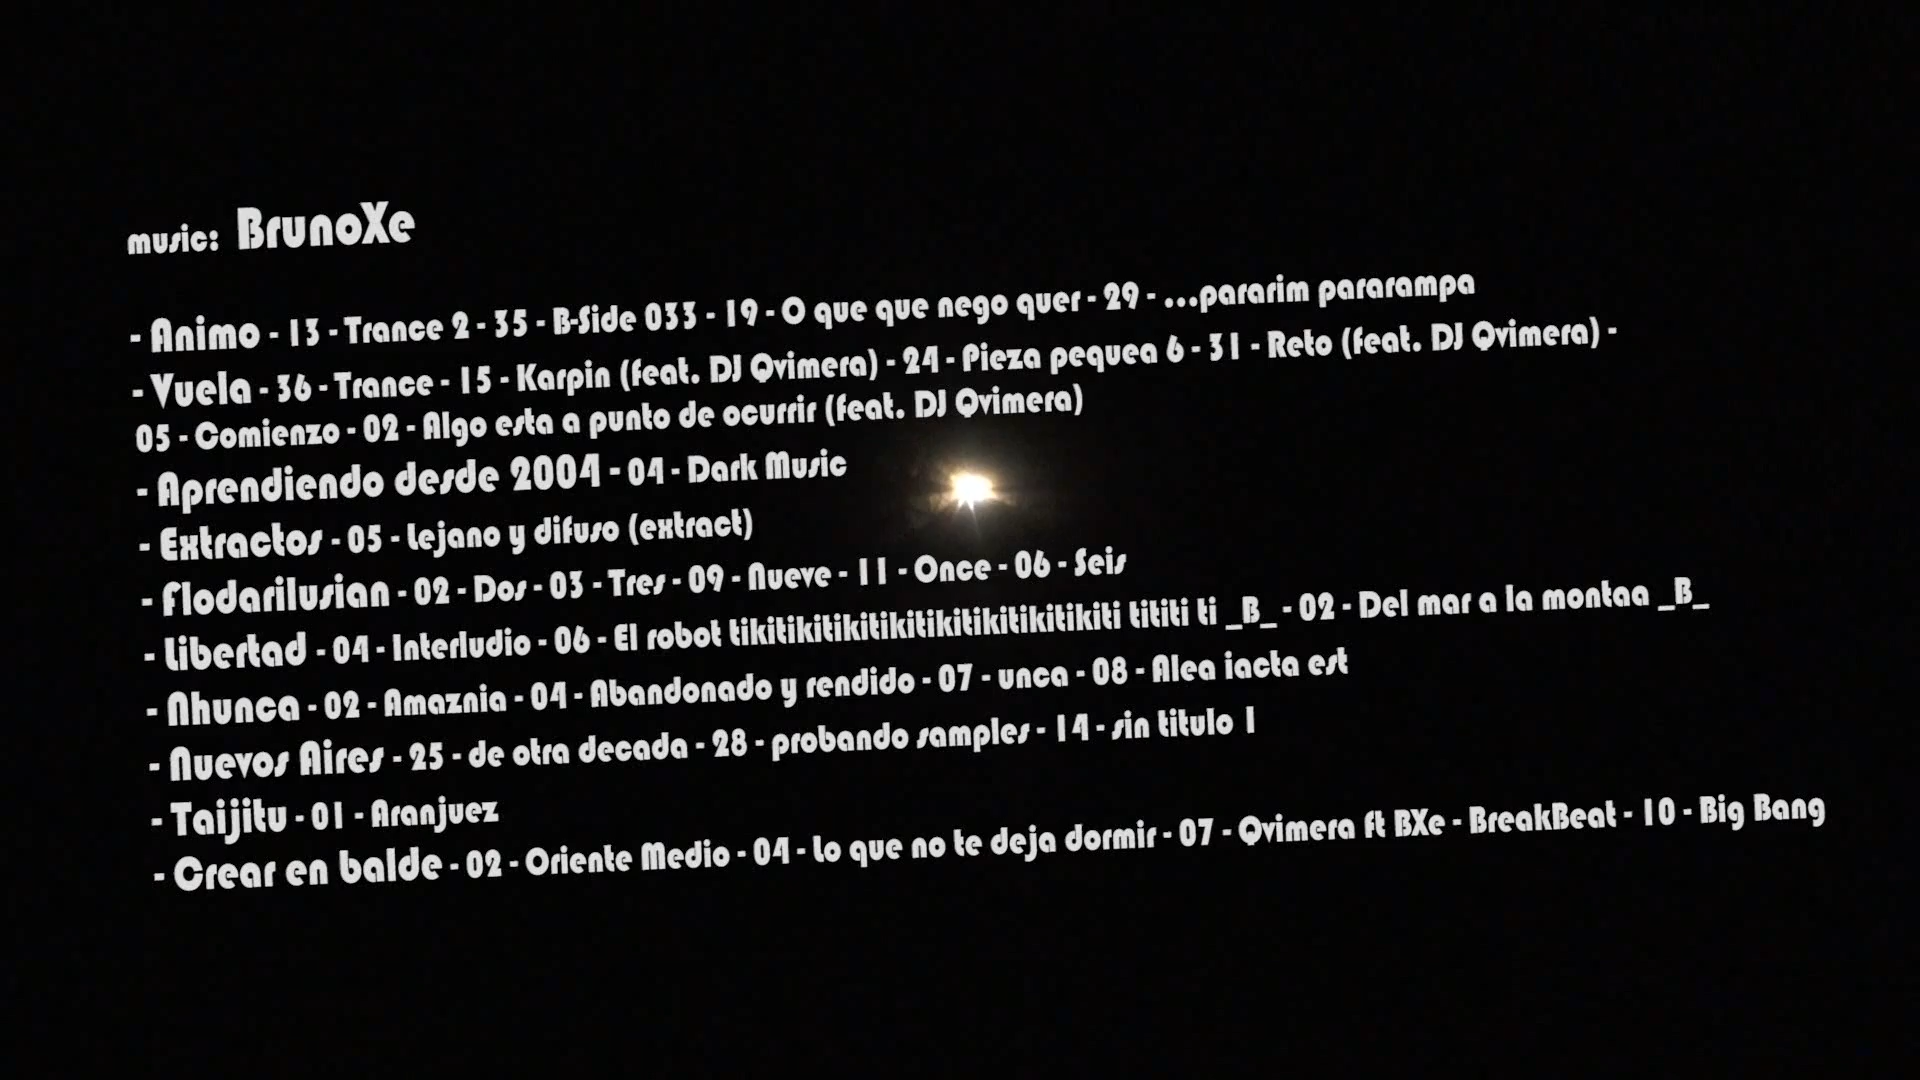 music: BrunoXe
- Animo - 13 - Trance 2 - 35 - B-Side 033 - 19 - O que que nego quer - 29 - ...pararim pararampa
- Vuela - 36 - Trance - 15 - Karpin (feat. DJ Qvimera) - 24 - Pieza pequea 6 - 31 - Reto (feat. DJ Qvimera) -
05 - Comienzo - 02 - Algo esta a punto de ocurrir (feat. DJ Qvimera)
- Aprendiendo desde 2004 - 04 - Dark Music
- Extractos - 05 - Lejano y difuso (extract)
- Flodarilusian - 02 - Dos - 03 - Tres - 09 - Nueve - 11 - Once - 06 - Seis
- Libertad - 04 - Interludio - 06 - El robot tikitikitikitikitikitikitikitikitikiti tititi ti _B_ - 02 - Del mar a la montaa _B_
- Nhunca - 02 - Amaznia - 04 - Abandonado y rendido - 07 - unca - 08 - Alea iacta est
- Nuevos Aires - 25 - de otra decada - 28 - probando samples - 14 - sin titulo 1
- Taijitu - 01 - Aranjuez
- Crear en balde - 02 - Oriente Medio - 04 - Lo que no te deja dormir - 07 - Qvimera ft BXe - BreakBeat - 10 - Big Bang